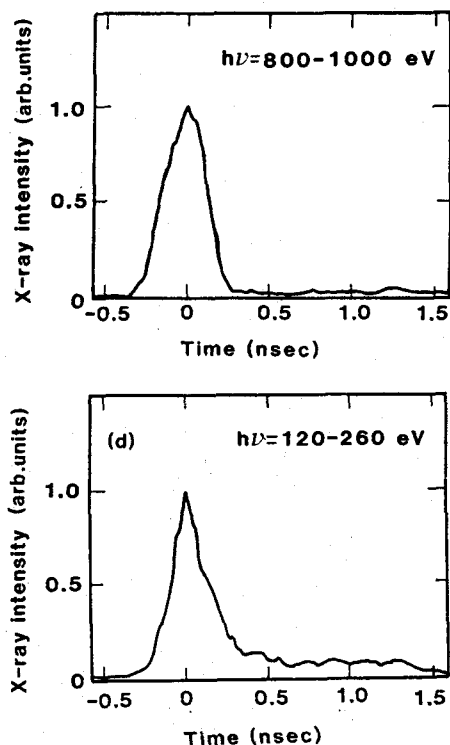 hν=800-1000 eV
X-ray intensity (arb.units)
1.0
0.5
0
-0.5 0 0.5 1.0 1.5
Time (nsec)
(d) hν=120-260 eV
X-ray intensity (arb.units)
1.0
0.5
0
-0.5 0 0.5 1.0 1.5
Time (nsec)